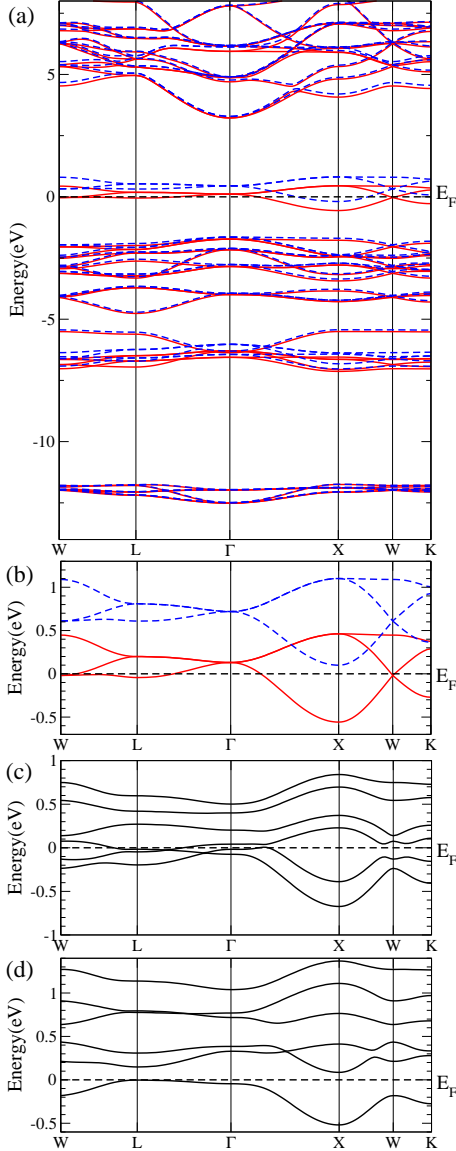 (a)
5
0
-5
-10
Energy(eV)
E_F
W L Γ X W K
(b)
1
0.5
0
-0.5
Energy(eV)
E_F
W L Γ X W K
(c)
1
0.5
0
-0.5
-1
Energy(eV)
E_F
W L Γ X W K
(d)
1
0.5
0
-0.5
Energy(eV)
E_F
W L Γ X W K